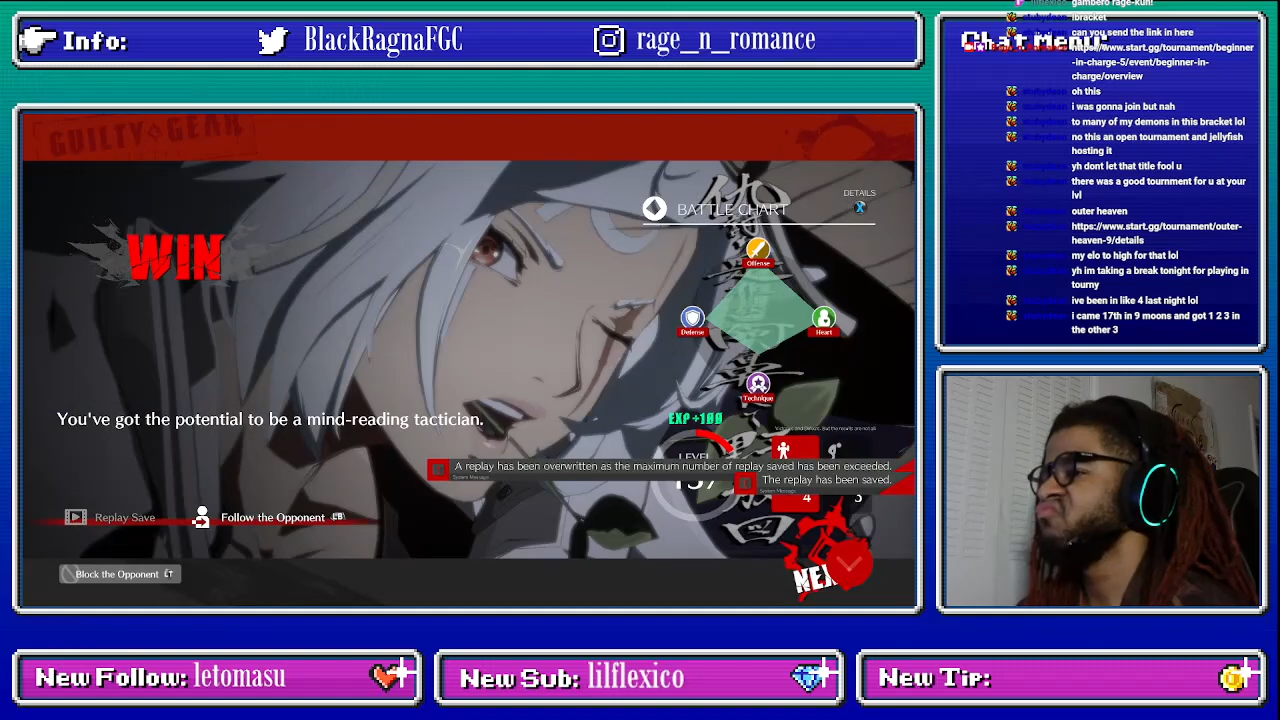 Info:
BlackRagnaFGC
rage_n_romance
GUILTY GEAR
WIN
DETAILS
X
BATTLE CHART
Offense
Defense
Heart
Technique
You've got the potential to be a mind-reading tactician.
EXP +100
LEVEL
A replay has been overwritten as the maximum number of replay saved has been exceeded.
System Message
The replay has been saved.
System Message
4
3
Replay Save
Follow the Opponent
Block the Opponent
NEX
Chat Menu:
gambero rage-kun!
ibracket
can you send the link in here
https://www.start.gg/tournament/beginner
-in-charge-5/event/beginner-in-
charge/overview
oh this
i was gonna join but nah
to many of my demons in this bracket lol
no this an open tournament and jellyfish
hosting it
yh dont let that title fool u
there was a good tournment for u at your
lvl
outer heaven
https://www.start.gg/tournament/outer-
heaven-9/details
my elo to high for that lol
yh im taking a break tonight for playing in
tourny
ive been in like 4 last night lol
i came 17th in 9 moons and got 1 2 3 in
the other 3
New Follow: letomasu
New Sub: lilflexico
New Tip: